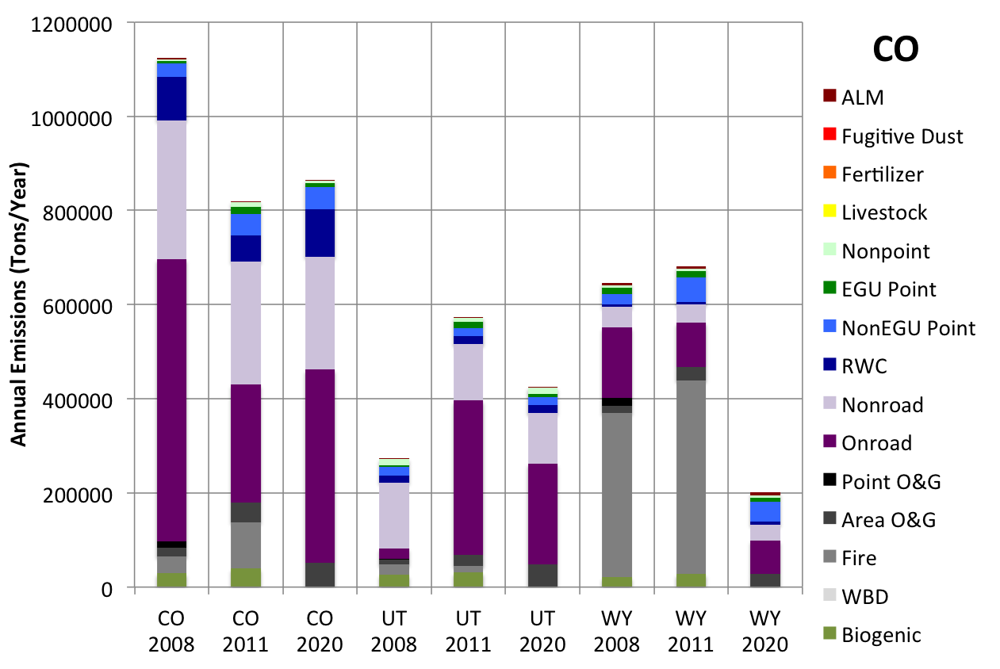 CO
1200000
1000000
800000
600000
400000
200000
0
Annual Emissions (Tons/Year)
CO CO CO UT UT UT WY WY WY
2008 2011 2020 2008 2011 2020 2008 2011 2020
ALM
Fugitive Dust
Fertilizer
Livestock
Nonpoint
EGU Point
NonEGU Point
RWC
Nonroad
Onroad
Point O&G
Area O&G
Fire
WBD
Biogenic